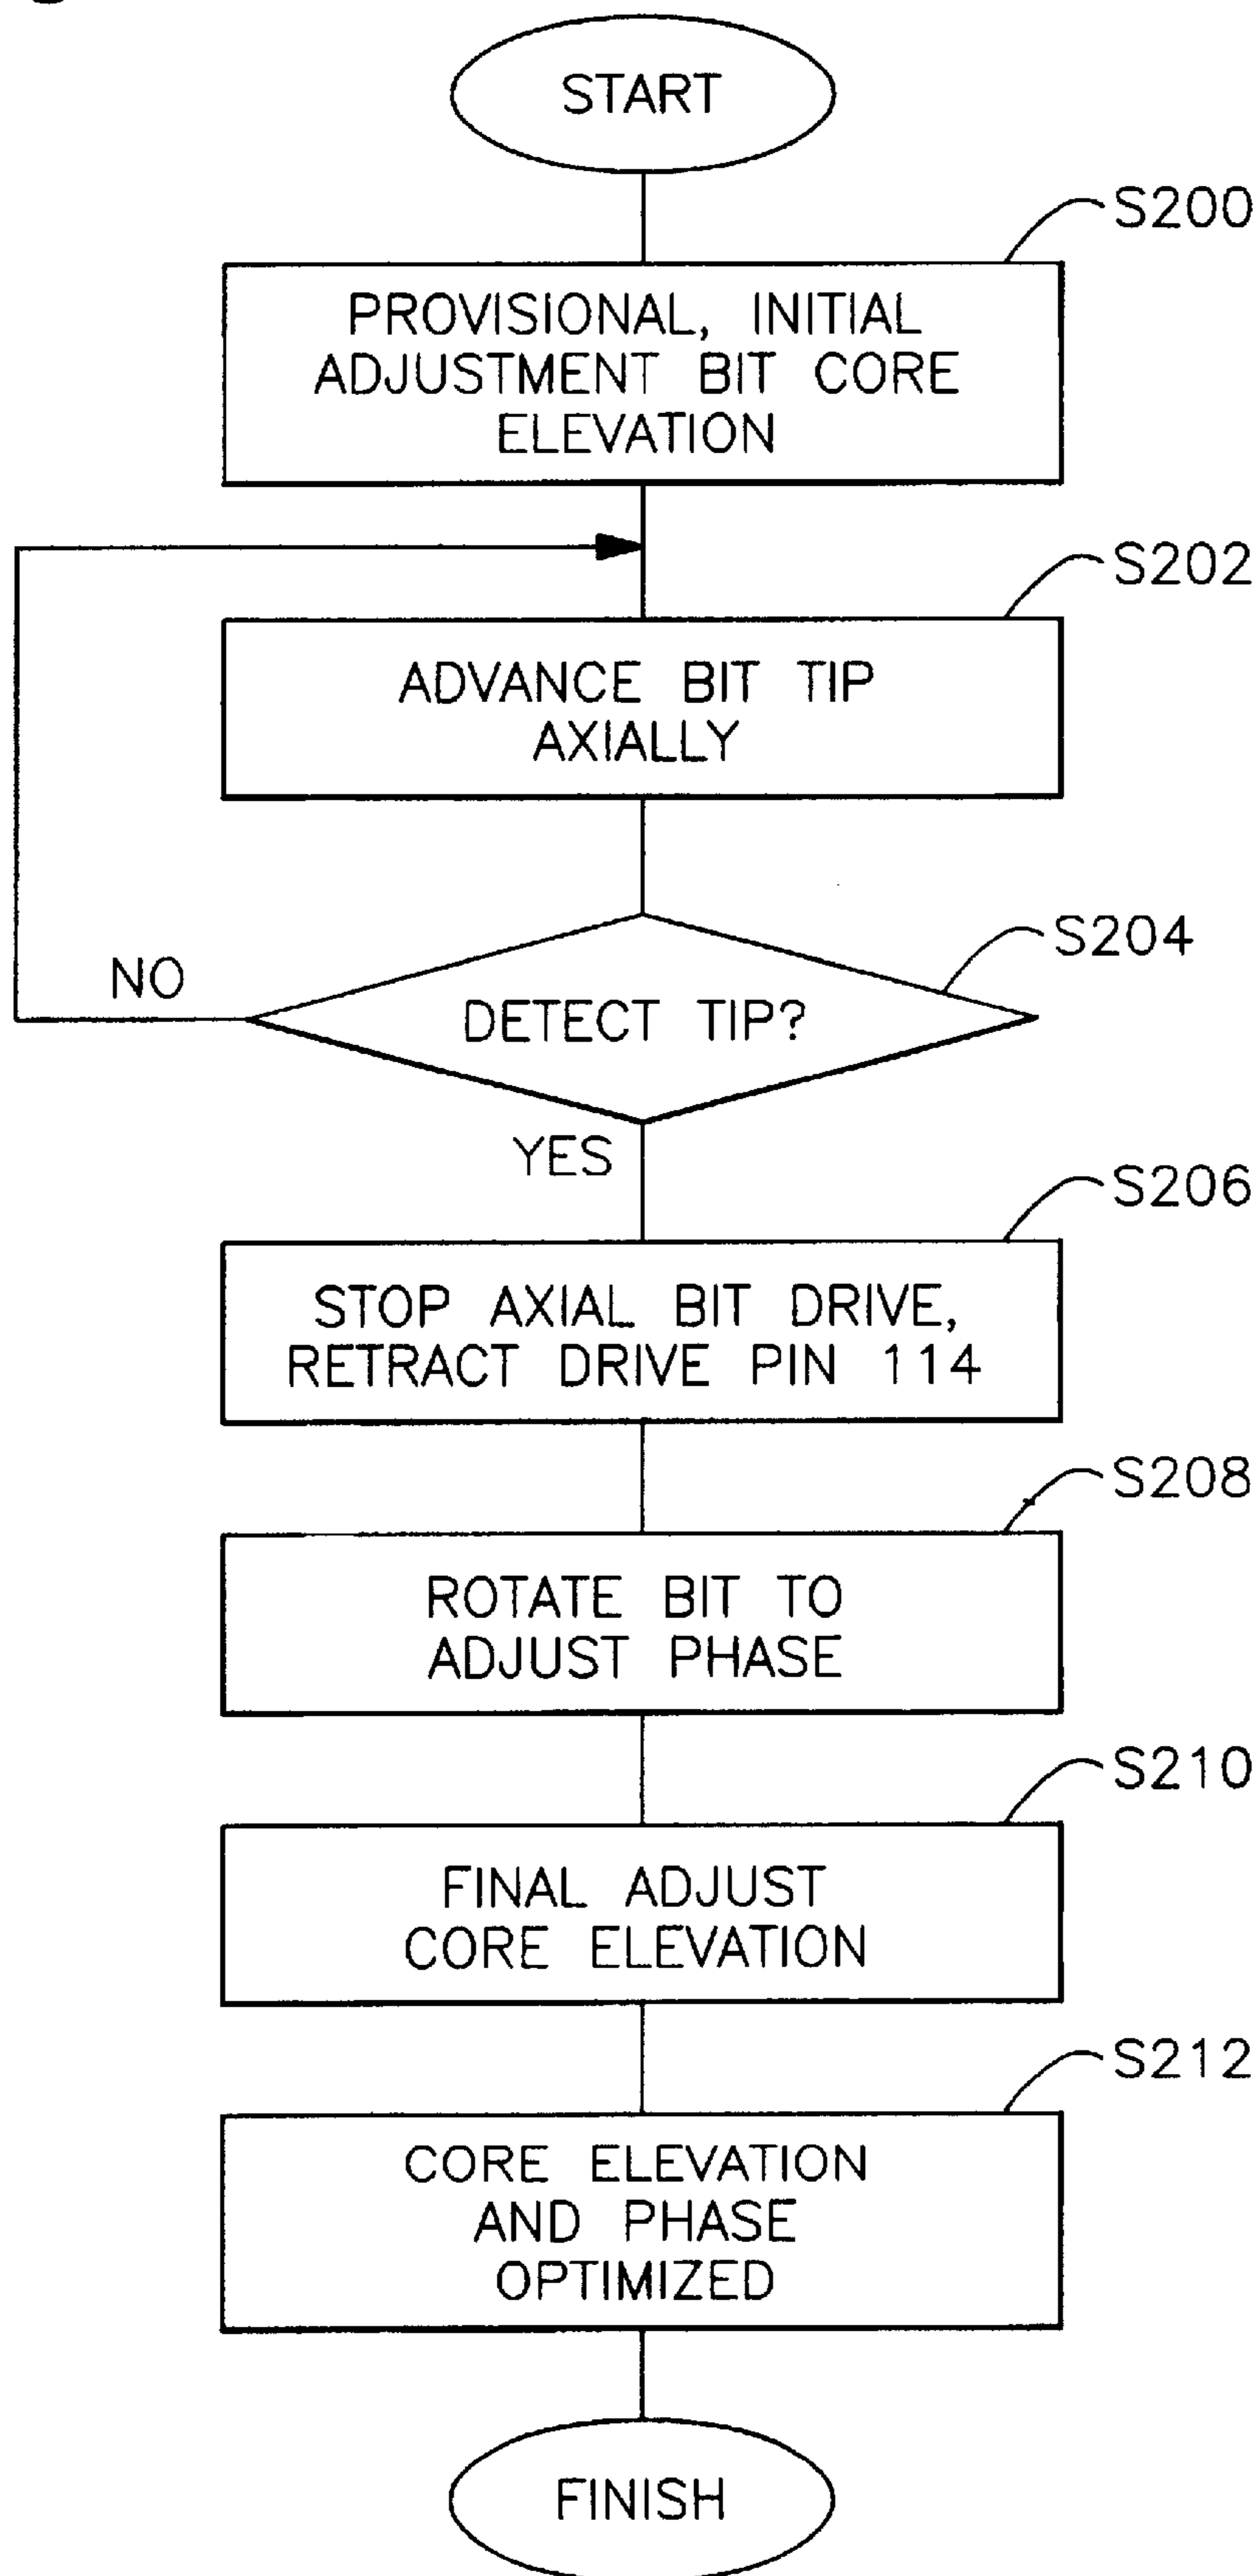 START
S200
PROVISIONAL, INITIAL
ADJUSTMENT BIT CORE
ELEVATION
S202
ADVANCE BIT TIP
AXIALLY
S204
NO
DETECT TIP?
YES
S206
STOP AXIAL BIT DRIVE,
RETRACT DRIVE PIN 114
S208
ROTATE BIT TO
ADJUST PHASE
S210
FINAL ADJUST
CORE ELEVATION
S212
CORE ELEVATION
AND PHASE
OPTIMIZED
FINISH